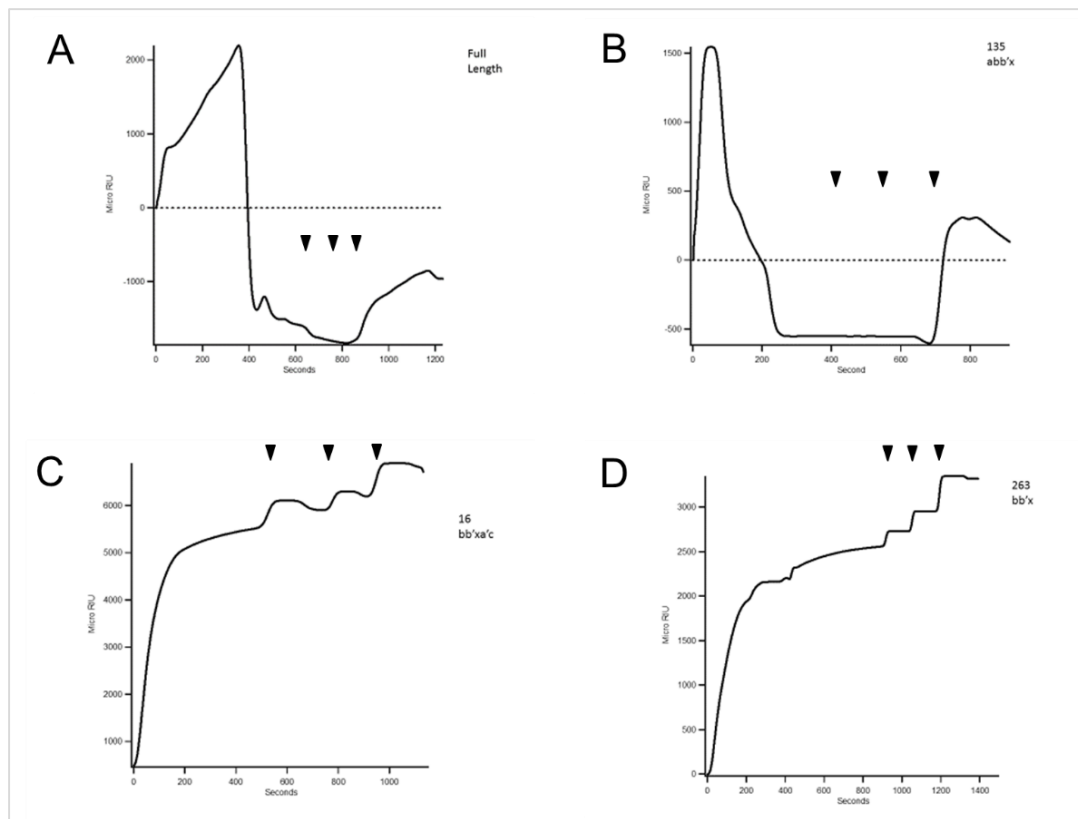 A
Full
Length
2000
1000
0
-1000
Micro RIU
0 200 400 600 800 1000 1200
Seconds
B
135
abb'x
1500
1000
500
0
-500
Micro RIU
0 200 400 600 800
Second
C
16
bb'xa'c
6000
5000
4000
3000
2000
1000
Micro RIU
0 200 400 600 800 1000
Seconds
D
263
bb'x
3000
2500
2000
1500
1000
500
0
Micro RIU
0 200 400 600 800 1000 1200 1400
Seconds